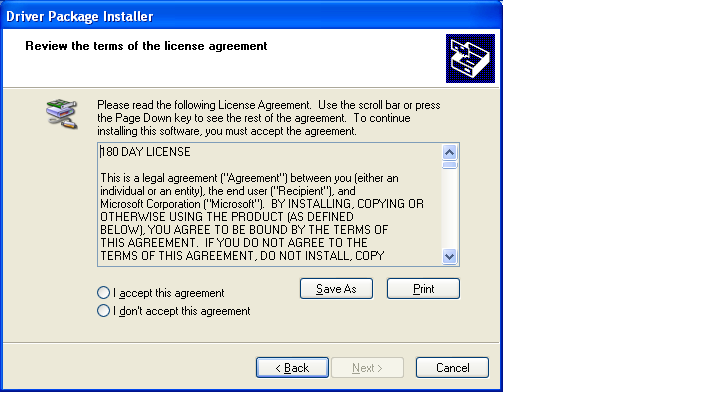 Driver Package Installer
Review the terms of the license agreement
Please read the following License Agreement.  Use the scroll bar or press
the Page Down key to see the rest of the agreement.  To continue
installing this software, you must accept the agreement.
180 DAY LICENSE
This is a legal agreement ("Agreement") between you (either an
individual or an entity), the end user ("Recipient"), and
Microsoft Corporation ("Microsoft").  BY INSTALLING, COPYING OR
OTHERWISE USING THE PRODUCT (AS DEFINED
BELOW), YOU AGREE TO BE BOUND BY THE TERMS OF
THIS AGREEMENT.  IF YOU DO NOT AGREE TO THE
TERMS OF THIS AGREEMENT, DO NOT INSTALL, COPY
I accept this agreement
I don't accept this agreement
Save As
Print
< Back
Next >
Cancel